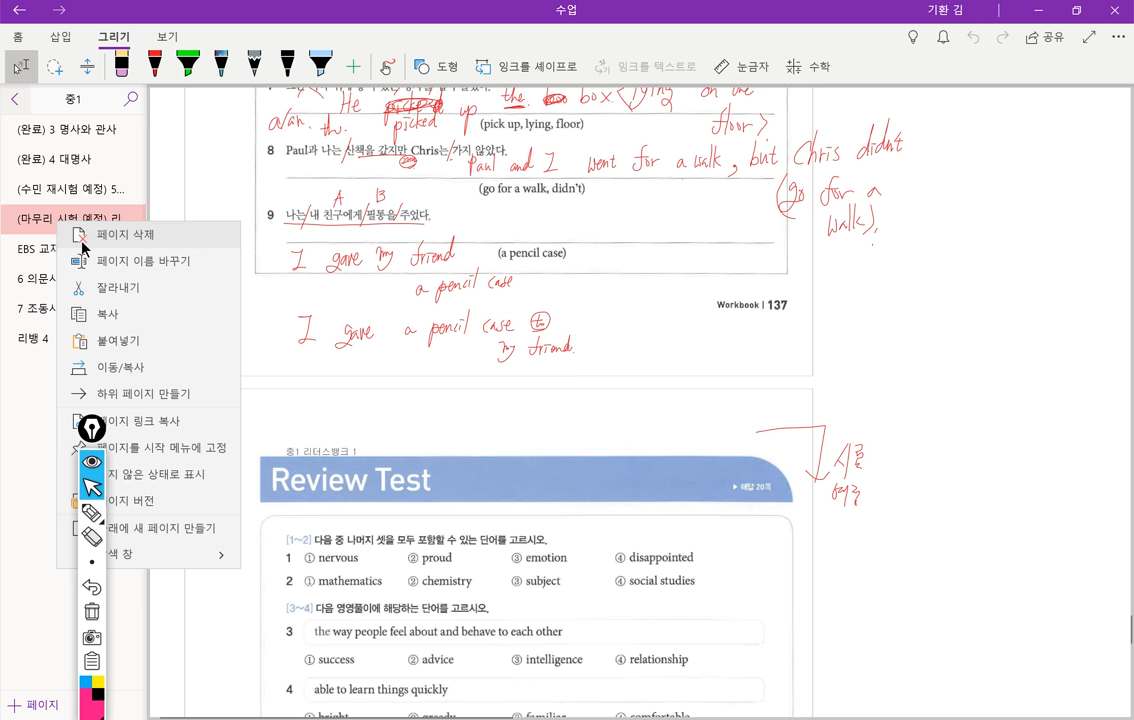 수업
기환 김
홈
삽입
그리기
보기
공유
도형
잉크를 셰이프로
잉크를 텍스트로
눈금자
수학
중1
(완료) 3 명사와 관사
(완료) 4 대명사
(수민 재시험 예정) 5...
(마무리 시험 예정) 리
EBS 교재
6 의문사
7 조동사
리뱅 4
페이지
페이지 삭제
페이지 이름 바꾸기
잘라내기
복사
붙여넣기
이동/복사
하위 페이지 만들기
페이지 링크 복사
페이지를 시작 메뉴에 고정
지 않은 상태로 표시
이지 버전
래에 새 페이지 만들기
색 창
He picked up the box lying on the floor
a/an. the.
(pick up, lying, floor)
8 Paul과 나는 산책을 갔지만 Chris는 가지 않았다.
Paul and I went for a walk, but Chris didn't
(go for a walk).
(go for a walk, didn't)
A B
9 나는 내 친구에게 필통을 주었다.
I gave my friend
(a pencil case)
a pencil case
Workbook | 137
I gave a pencil case to
my friend.
중1 리더스뱅크 1
Review Test
▶ 해답 20쪽
시물
[1~2] 다음 중 나머지 셋을 모두 포함할 수 있는 단어를 고르시오.
1 ① nervous ② proud ③ emotion ④ disappointed
2 ① mathematics ② chemistry ③ subject ④ social studies
[3~4] 다음 영영풀이에 해당하는 단어를 고르시오.
3 the way people feel about and behave to each other
① success ② advice ③ intelligence ④ relationship
4 able to learn things quickly
① bright ② greedy ③ familiar ④ comfortable